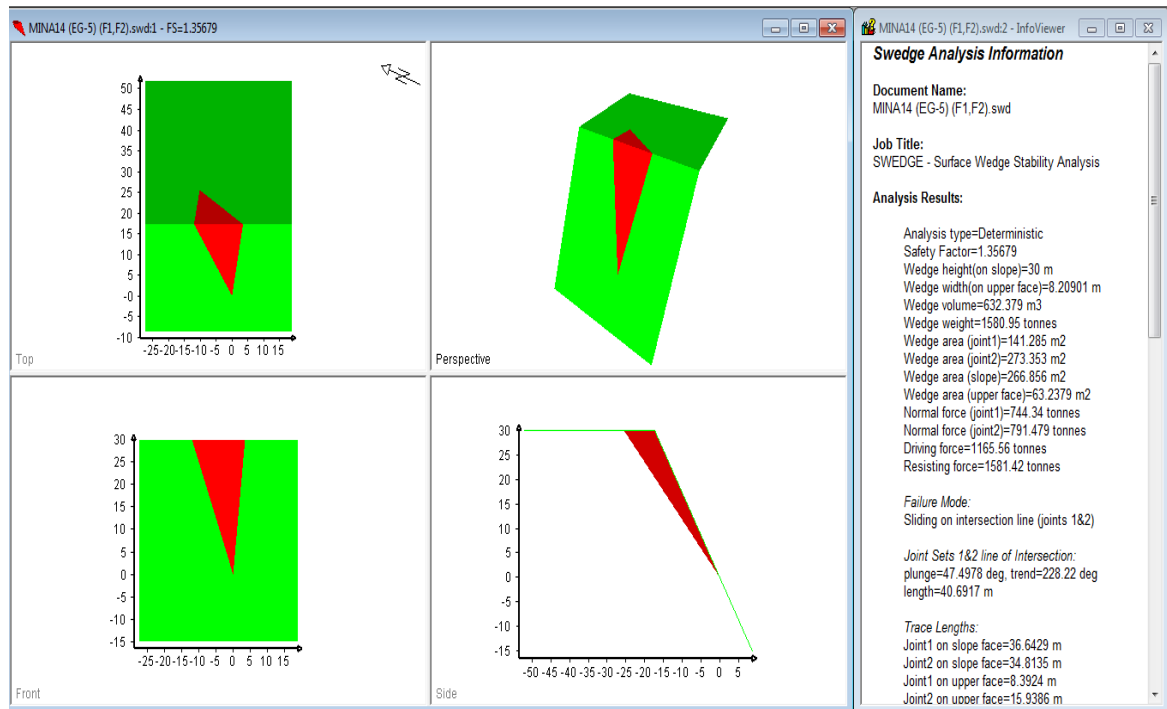 MINA14 (EG-5) (F1,F2).swd:1 - FS=1.35679
50
45
40
35
30
25
20
15
10
5
-0
-5
-10
-25-20-15-10 -5 0 5 10 15
Top
Perspective
30
25
20
15
10
5
0
-5
-10
-15
-25-20-15-10 -5 0 5 10 15
Front
30
25
20
15
10
5
0
-5
-10
-15
-50 -45 -40 -35 -30 -25 -20 -15 -10 -5 0 5
Side
MINA14 (EG-5) (F1,F2).swd:2 - InfoViewer
Swedge Analysis Information
Document Name:
MINA14 (EG-5) (F1,F2).swd
Job Title:
SWEDGE - Surface Wedge Stability Analysis
Analysis Results:
Analysis type=Deterministic
Safety Factor=1.35679
Wedge height(on slope)=30 m
Wedge width(on upper face)=8.20901 m
Wedge volume=632.379 m3
Wedge weight=1580.95 tonnes
Wedge area (joint1)=141.285 m2
Wedge area (joint2)=273.353 m2
Wedge area (slope)=266.856 m2
Wedge area (upper face)=63.2379 m2
Normal force (joint1)=744.34 tonnes
Normal force (joint2)=791.479 tonnes
Driving force=1165.56 tonnes
Resisting force=1581.42 tonnes
Failure Mode:
Sliding on intersection line (joints 1&2)
Joint Sets 1&2 line of Intersection:
plunge=47.4978 deg, trend=228.22 deg
length=40.6917 m
Trace Lengths:
Joint1 on slope face=36.6429 m
Joint2 on slope face=34.8135 m
Joint1 on upper face=8.3924 m
Joint2 on upper face=15.9386 m